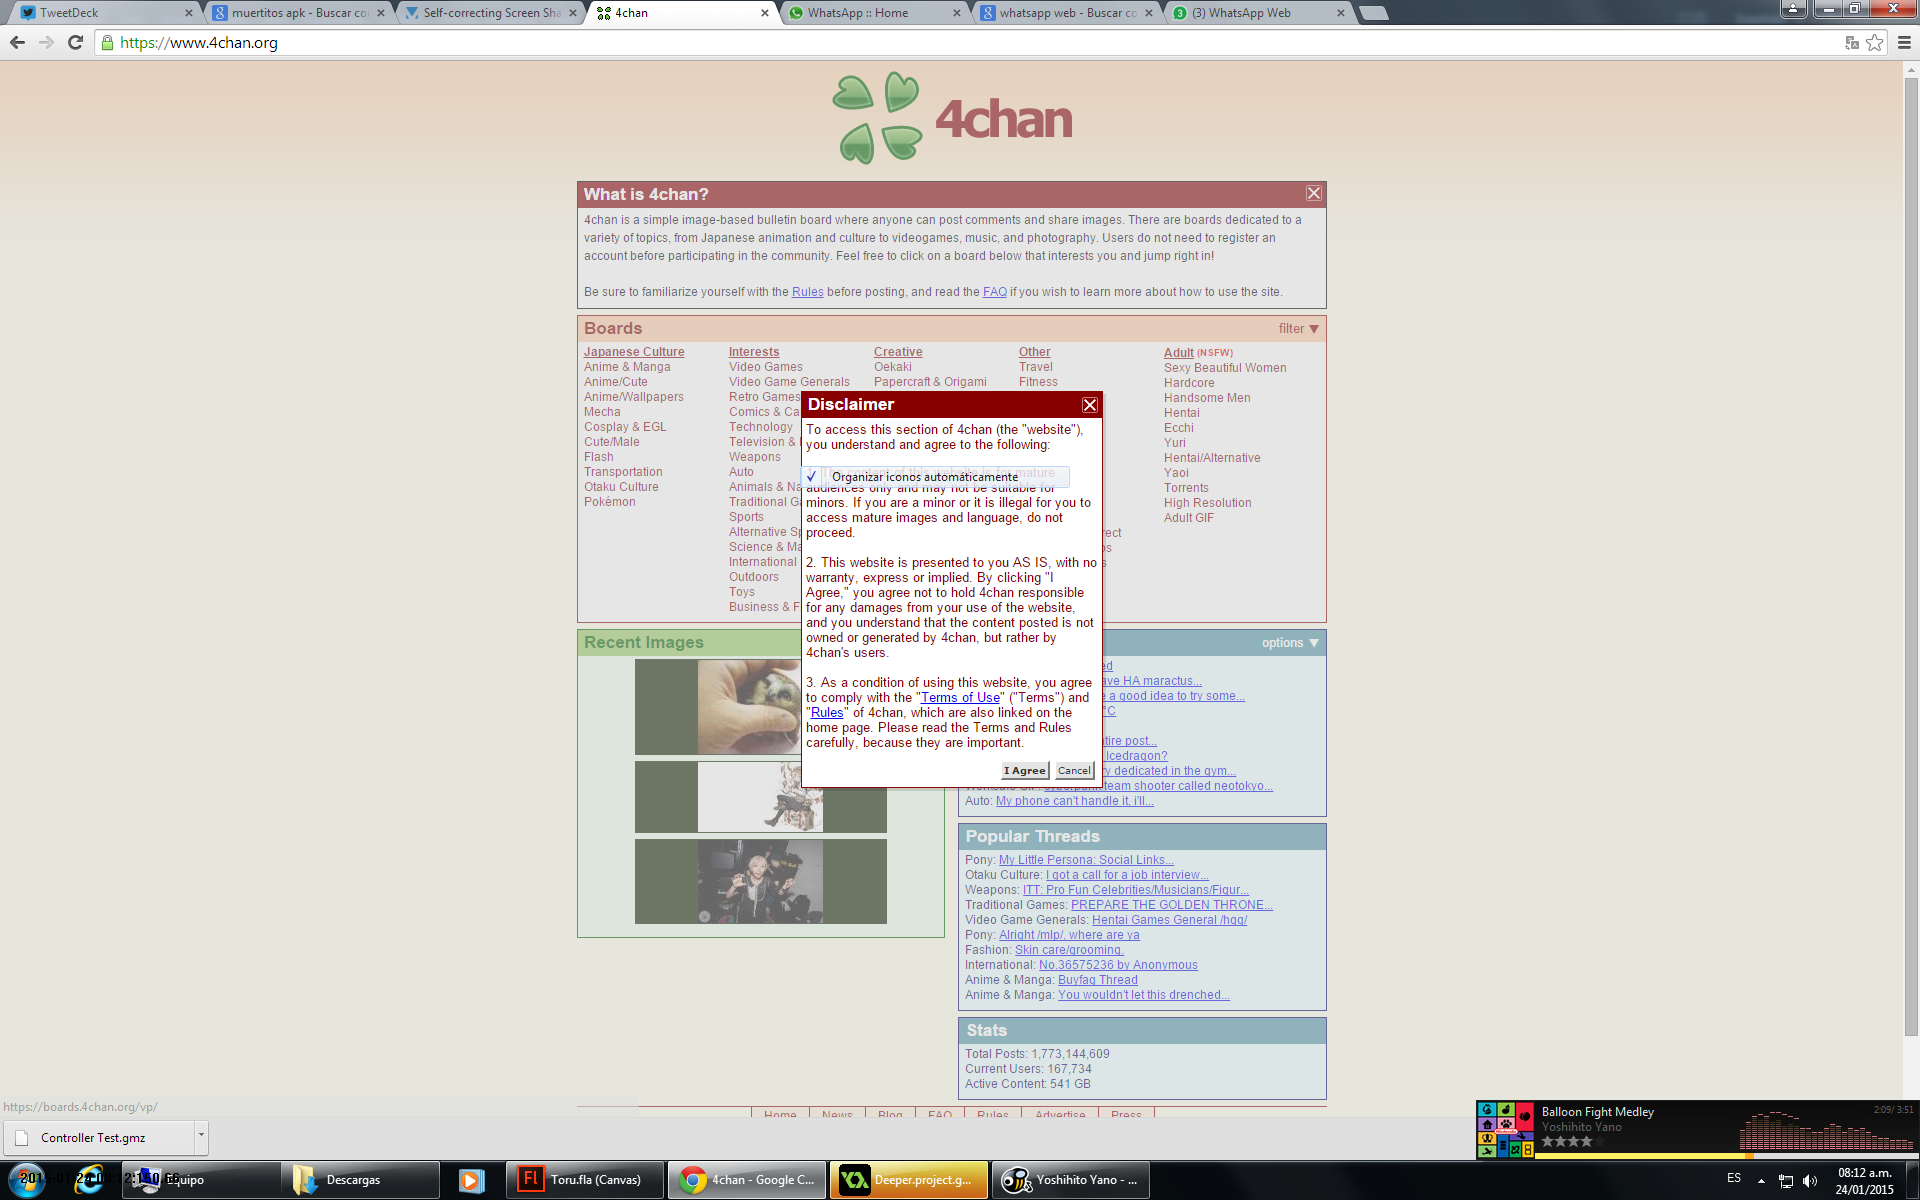 TweetDeck
muertitos apk - Buscar co
Self-correcting Screen Sha
4chan
WhatsApp :: Home
whatsapp web - Buscar co
(3) WhatsApp Web
https://www.4chan.org
4chan
What is 4chan?
4chan is a simple image-based bulletin board where anyone can post comments and share images. There are boards dedicated to a
variety of topics, from Japanese animation and culture to videogames, music, and photography. Users do not need to register an
account before participating in the community. Feel free to click on a board below that interests you and jump right in!
Be sure to familiarize yourself with the Rules before posting, and read the FAQ if you wish to learn more about how to use the site.
Boards
filter ▼
Japanese Culture
Anime & Manga
Anime/Cute
Anime/Wallpapers
Mecha
Cosplay & EGL
Cute/Male
Flash
Transportation
Otaku Culture
Pokémon
Interests
Video Games
Video Game Generals
Retro Games
Comics & Ca
Technology
Television &
Weapons
Auto
Animals & Na
Traditional Ga
Sports
Alternative Sp
Science & Ma
International
Outdoors
Toys
Business & F
Creative
Oekaki
Papercraft & Origami
Other
Travel
Fitness
rect
os
s
Adult (NSFW)
Sexy Beautiful Women
Hardcore
Handsome Men
Hentai
Ecchi
Yuri
Hentai/Alternative
Yaoi
Torrents
High Resolution
Adult GIF
Disclaimer
To access this section of 4chan (the "website"),
you understand and agree to the following:
1. The content of this website is for mature
✓ Organizar iconos automáticamente
audiences only and may not be suitable for
minors. If you are a minor or it is illegal for you to
access mature images and language, do not
proceed.
2. This website is presented to you AS IS, with no
warranty, express or implied. By clicking "I
Agree," you agree not to hold 4chan responsible
for any damages from your use of the website,
and you understand that the content posted is not
owned or generated by 4chan, but rather by
4chan's users.
3. As a condition of using this website, you agree
to comply with the "Terms of Use" ("Terms") and
"Rules" of 4chan, which are also linked on the
home page. Please read the Terms and Rules
carefully, because they are important.
I Agree
Cancel
Recent Images
options ▼
ed
ave HA maractus...
e a good idea to try some...
°C
tire post...
Icedragon?
y dedicated in the gym...
cyberpunk team shooter called neotokyo...
Auto: My phone can't handle it, i'll...
Popular Threads
Pony: My Little Persona: Social Links...
Otaku Culture: I got a call for a job interview...
Weapons: ITT: Pro Fun Celebrities/Musicians/Figur...
Traditional Games: PREPARE THE GOLDEN THRONE...
Video Game Generals: Hentai Games General /hgg/
Pony: Alright /mlp/, where are ya
Fashion: Skin care/grooming.
International: No.36575236 by Anonymous
Anime & Manga: Buyfag Thread
Anime & Manga: You wouldn't let this drenched...
Stats
Total Posts: 1,773,144,609
Current Users: 167,734
Active Content: 541 GB
Home
News
Blog
FAQ
Rules
Advertise
Press
https://boards.4chan.org/vp/
Controller Test.gmz
Balloon Fight Medley
2:09/ 3:51
Yoshihito Yano
Equipo
Descargas
Toru.fla (Canvas)
4chan - Google C...
Deeper.project.g...
Yoshihito Yano - ...
ES
08:12 a.m.
24/01/2015